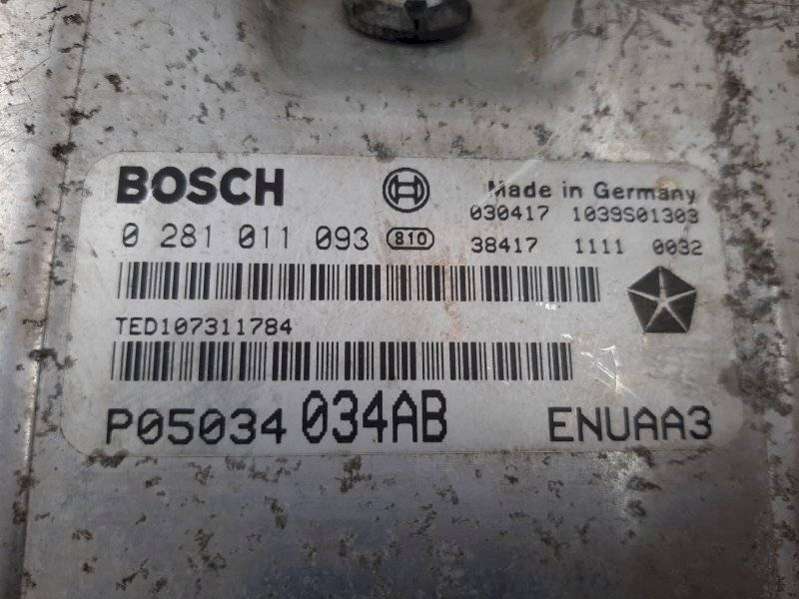 BOSCH
Made in Germany
030417 1039S01303
0 281 011 093 810
38417 1111 0032
TED107311784
P05034 034AB ENUAA3